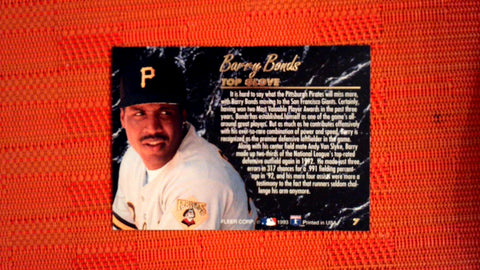 Barry Bonds
TOP GLOVE
It is hard to say what the Pittsburgh Pirates will miss more,
with Barry Bonds moving to the San Francisco Giants. Certainly,
having won two Most Valuable Player Awards in the past three
years, Bonds has established himself as one of the game's all-
around great players. But as much as he contributes offensively
with his ever-so-rare combination of power and speed, Barry is
recognized as the premier defensive leftfielder in the game.
Along with his center field mate Andy Van Slyke, Barry
made up two-thirds of the National League's top-rated
defensive outfield again in 1992. He made just three
errors in 317 chances for a .991 fielding percent-
age in '92, and his mere four assists were more a
testimony to the fact that runners seldom chal-
lenge his arm anymore.
P
FLEER CORP. © 1993 Printed in USA
7